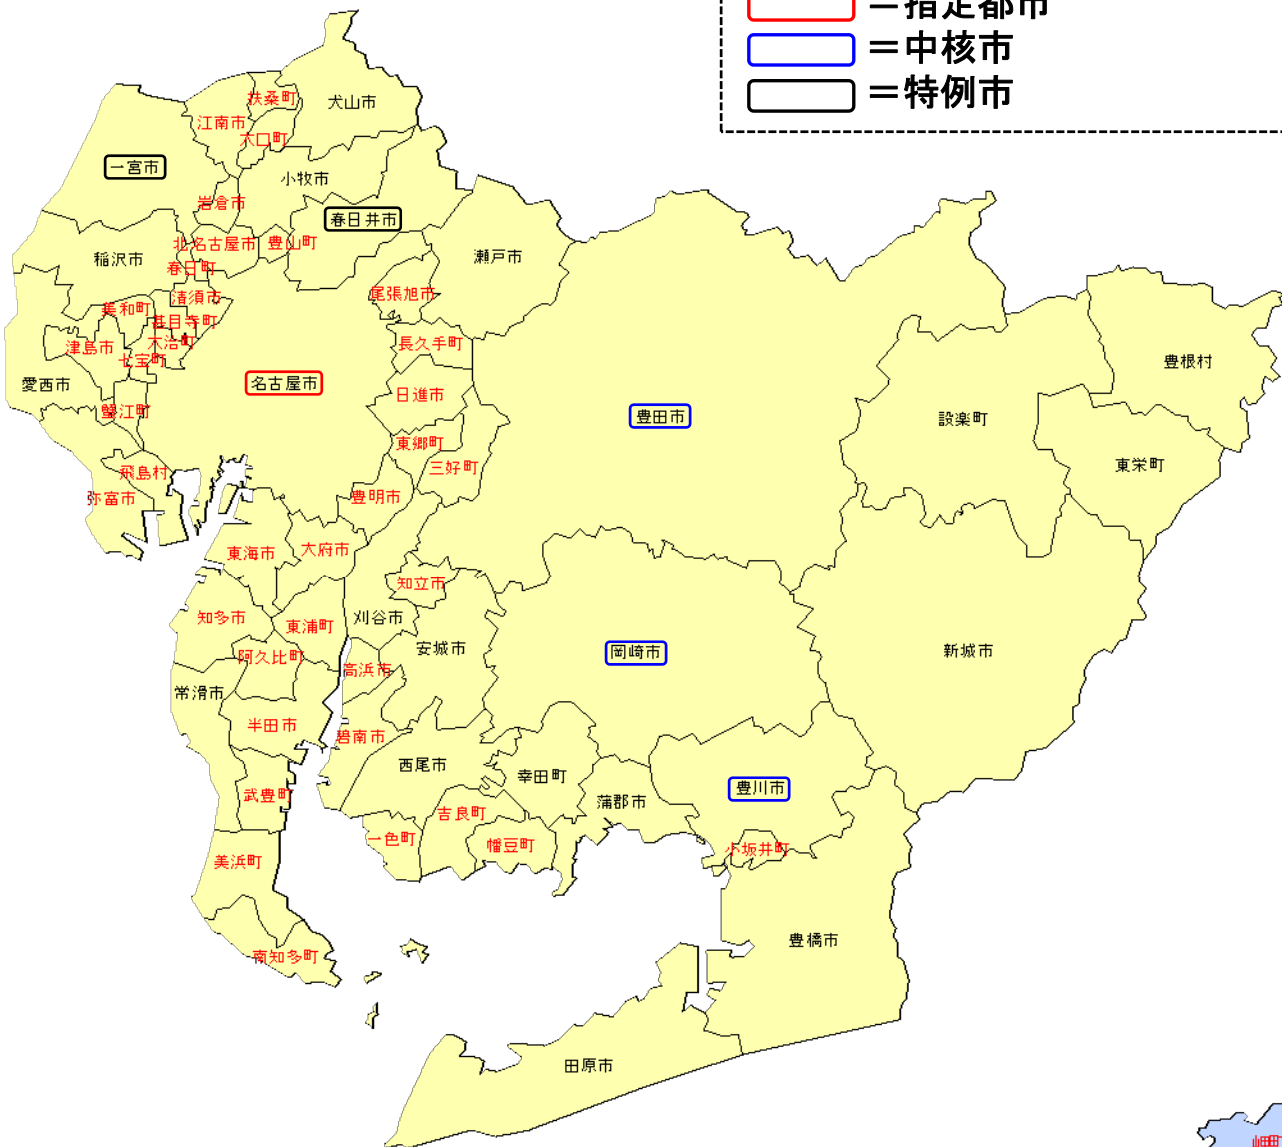 ＝指定都市
＝中核市
＝特例市
扶桑町
犬山市
江南市
大口町
一宮市
小牧市
岩倉市
春日井市
北名古屋市
豊山町
瀬戸市
稲沢市
春日町
清須市
尾張旭市
美和町
甚目寺町
大治町
長久手町
津島市
七宝町
豊根村
愛西市
名古屋市
日進市
蟹江町
豊田市
設楽町
東郷町
三好町
東栄町
飛島村
弥富市
豊明市
東海市
大府市
知立市
知多市
東浦町
刈谷市
安城市
岡崎市
新城市
阿久比町
高浜市
常滑市
半田市
碧南市
西尾市
幸田町
豊川市
武豊町
蒲郡市
吉良町
一色町
幡豆町
小坂井町
美浜町
豊橋市
南知多町
田原市
岬町